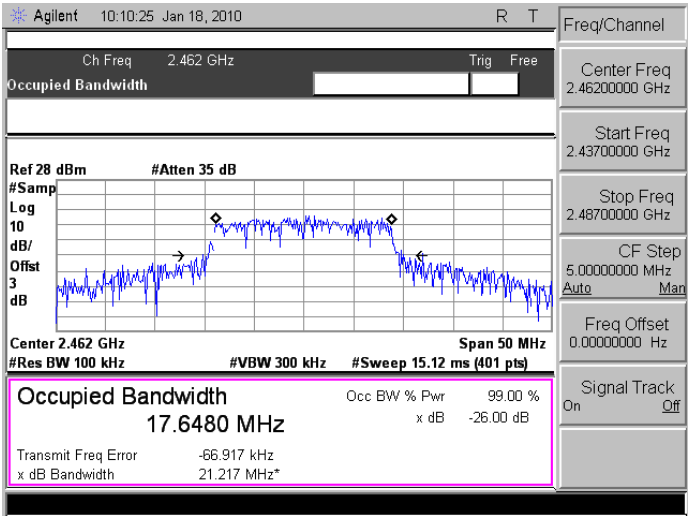 Agilent 10:10:25 Jan 18, 2010 R T
Freq/Channel
Ch Freq 2.462 GHz Trig Free
Occupied Bandwidth
Center Freq
2.46200000 GHz
Start Freq
2.43700000 GHz
Stop Freq
2.48700000 GHz
CF Step
5.00000000 MHz
Auto Man
Freq Offset
0.00000000 Hz
Signal Track
On Off
Ref 28 dBm #Atten 35 dB
#Samp
Log
10
dB/
Offst
3
dB
Center 2.462 GHz Span 50 MHz
#Res BW 100 kHz #VBW 300 kHz #Sweep 15.12 ms (401 pts)
Occupied Bandwidth Occ BW % Pwr 99.00 %
17.6480 MHz x dB -26.00 dB
Transmit Freq Error -66.917 kHz
x dB Bandwidth 21.217 MHz*